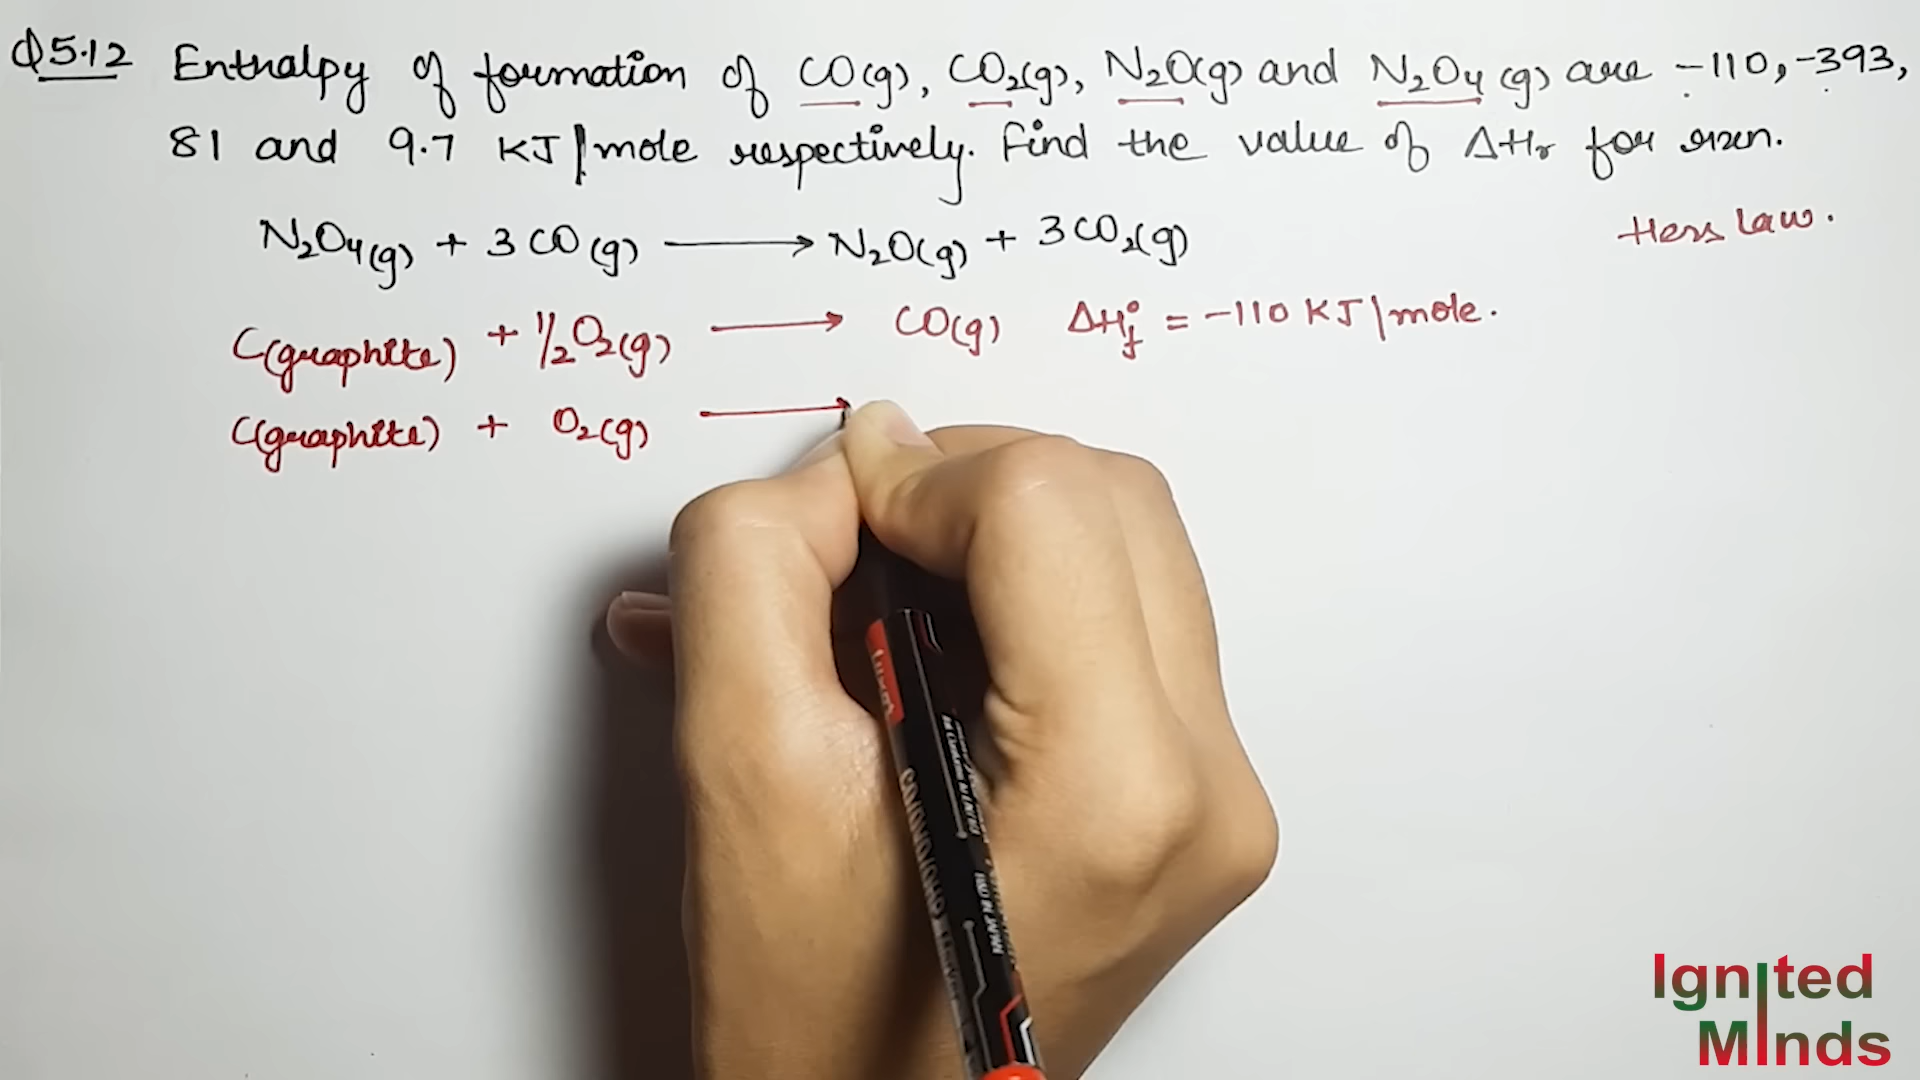 Q5.12 Enthalpy of formation of CO(g), CO₂(g), N₂O(g) and N₂O₄(g) are -110, -393,
81 and 9.7 KJ/mole respectively. Find the value of ΔHr for rxn.
N₂O₄(g) + 3CO(g) ⟶ N₂O(g) + 3CO₂(g)
Hess law.
C(graphite) + 1/2O₂(g) ⟶ CO(g) ΔH°f = -110 KJ/mole.
C(graphite) + O₂(g) ⟶
Luxor
Ignited
Minds